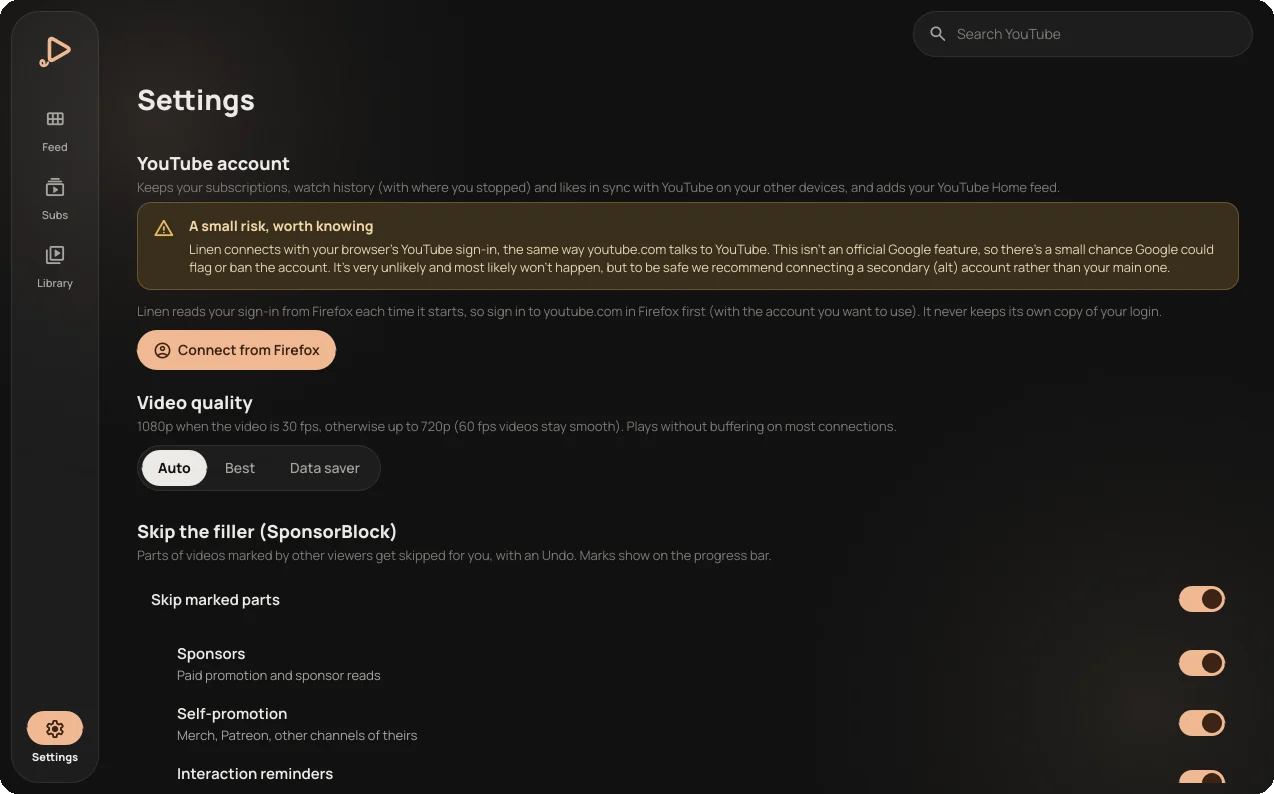 Search YouTube
Settings
Feed
Subs
Library
YouTube account
Keeps your subscriptions, watch history (with where you stopped) and likes in sync with YouTube on your other devices, and adds your YouTube Home feed.
A small risk, worth knowing
Linen connects with your browser's YouTube sign-in, the same way youtube.com talks to YouTube. This isn't an official Google feature, so there's a small chance Google could
flag or ban the account. It's very unlikely and most likely won't happen, but to be safe we recommend connecting a secondary (alt) account rather than your main one.
Linen reads your sign-in from Firefox each time it starts, so sign in to youtube.com in Firefox first (with the account you want to use). It never keeps its own copy of your login.
Connect from Firefox
Video quality
1080p when the video is 30 fps, otherwise up to 720p (60 fps videos stay smooth). Plays without buffering on most connections.
Auto Best Data saver
Skip the filler (SponsorBlock)
Parts of videos marked by other viewers get skipped for you, with an Undo. Marks show on the progress bar.
Skip marked parts
Sponsors
Paid promotion and sponsor reads
Self-promotion
Merch, Patreon, other channels of theirs
Interaction reminders
Settings